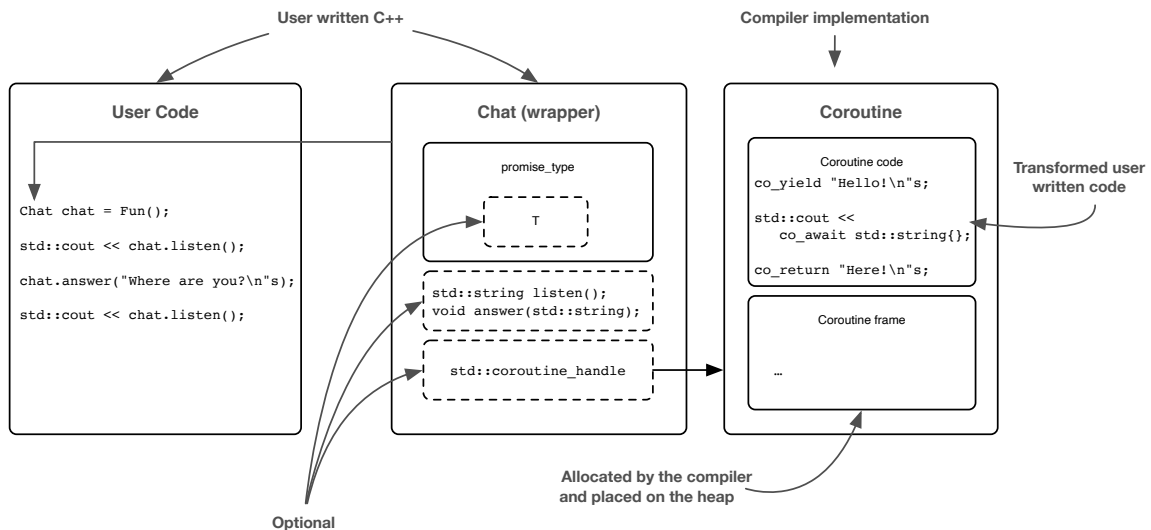 User written C++
Compiler implementation
User Code
Chat chat = Fun();
std::cout << chat.listen();
chat.answer("Where are you?\n"s);
std::cout << chat.listen();
Chat (wrapper)
promise_type
T
std::string listen();
void answer(std::string);
std::coroutine_handle
Coroutine
Coroutine code
co_yield "Hello!\n"s;
std::cout <<
co_await std::string{};
co_return "Here!\n"s;
Coroutine frame
…
Transformed user
written code
Allocated by the compiler
and placed on the heap
Optional